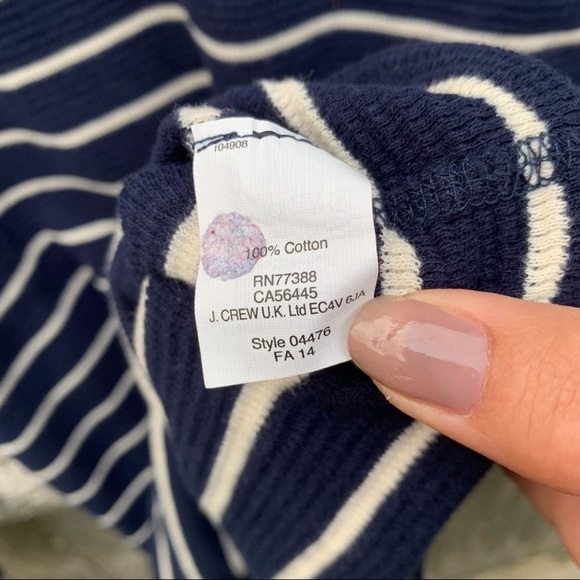 104908
100% Cotton
RN77388
CA56445
J. CREW U.K. Ltd EC4V 6JA
Style 04476
FA 14